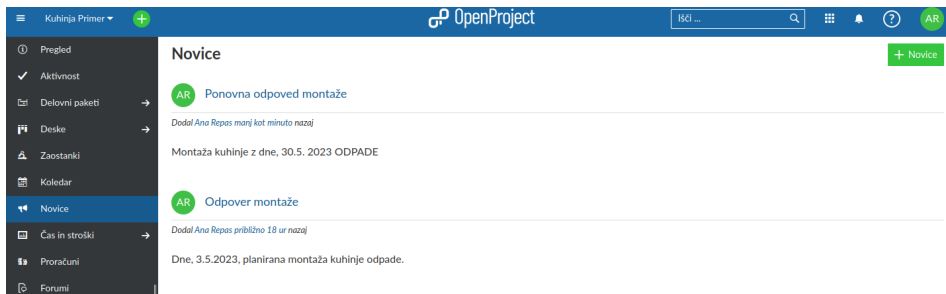 Kuhinja Primer
OpenProject
Išči ...
?
AR
Pregled
Aktivnost
Delovni paketi
Deske
Zaostanki
Koledar
Novice
Čas in stroški
Proračuni
Forumi
Novice
+ Novice
AR Ponovna odpoved montaže
Dodal Ana Repas manj kot minuto nazaj
Montaža kuhinje z dne, 30.5. 2023 ODPADE
AR Odpover montaže
Dodal Ana Repas približno 18 ur nazaj
Dne, 3.5.2023, planirana montaža kuhinje odpade.